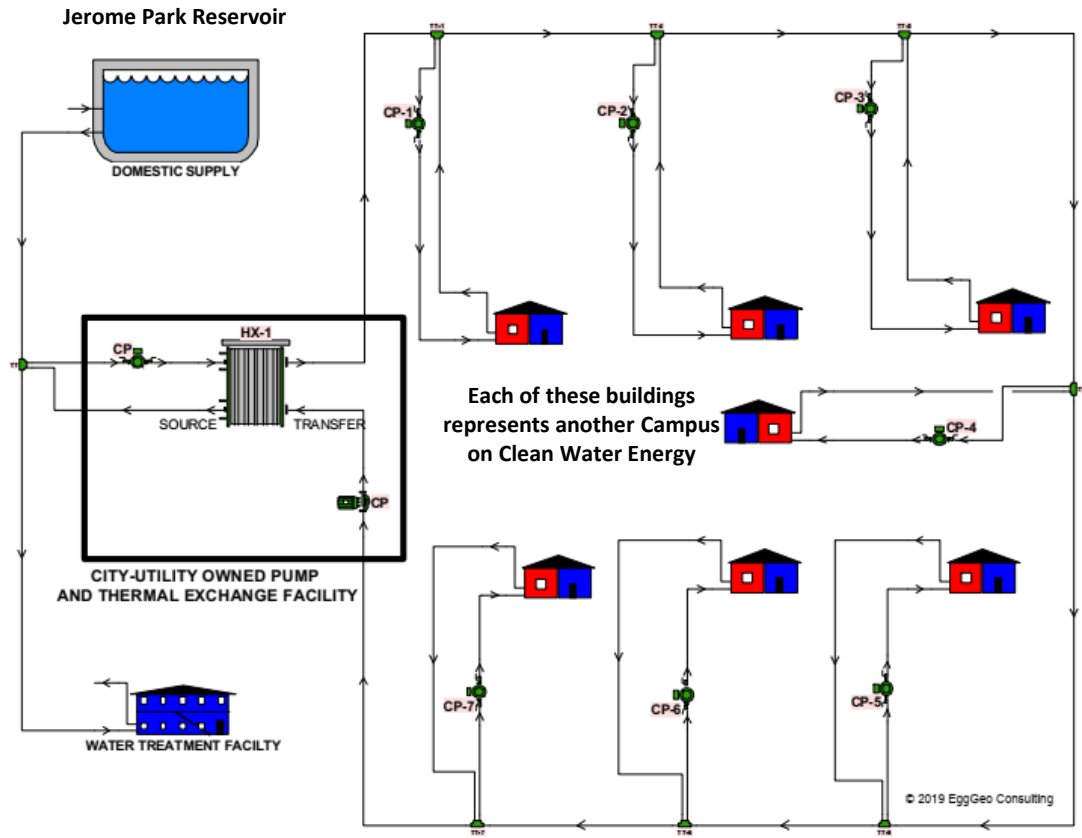 Jerome Park Reservoir
DOMESTIC SUPPLY
CP-1
CP-2
CP-3
HX-1
CP
SOURCE
TRANSFER
CP
CITY-UTILITY OWNED PUMP
AND THERMAL EXCHANGE FACILITY
Each of these buildings
represents another Campus
on Clean Water Energy
CP-4
CP-7
CP-6
CP-5
WATER TREATMENT FACILTY
© 2019 EggGeo Consulting